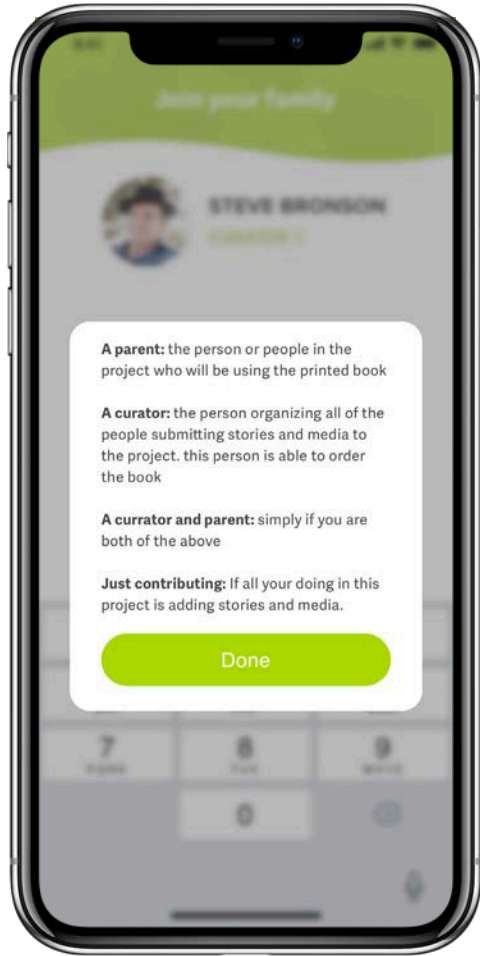 Join your family
STEVE BRONSON
CURATOR
A parent: the person or people in the
project who will be using the printed book
A curator: the person organizing all of the
people submitting stories and media to
the project. this person is able to order
the book
A currator and parent: simply if you are
both of the above
Just contributing: If all your doing in this
project is adding stories and media.
Done
7
8
9
0